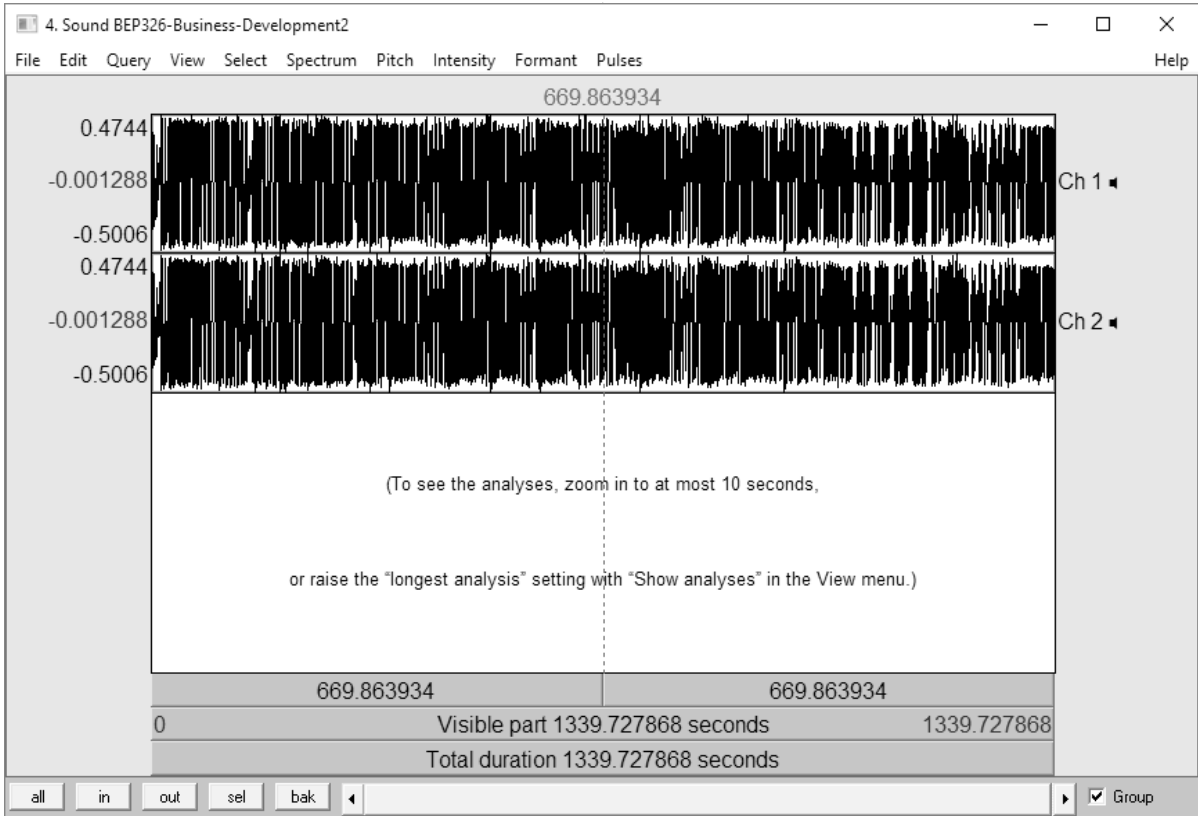 4. Sound BEP326-Business-Development2
File Edit Query View Select Spectrum Pitch Intensity Formant Pulses Help
669.863934
0.4744
-0.001288
Ch 1
-0.5006
0.4744
-0.001288
Ch 2
-0.5006
(To see the analyses, zoom in to at most 10 seconds,
or raise the “longest analysis” setting with “Show analyses” in the View menu.)
669.863934 669.863934
0 Visible part 1339.727868 seconds 1339.727868
Total duration 1339.727868 seconds
all in out sel bak Group